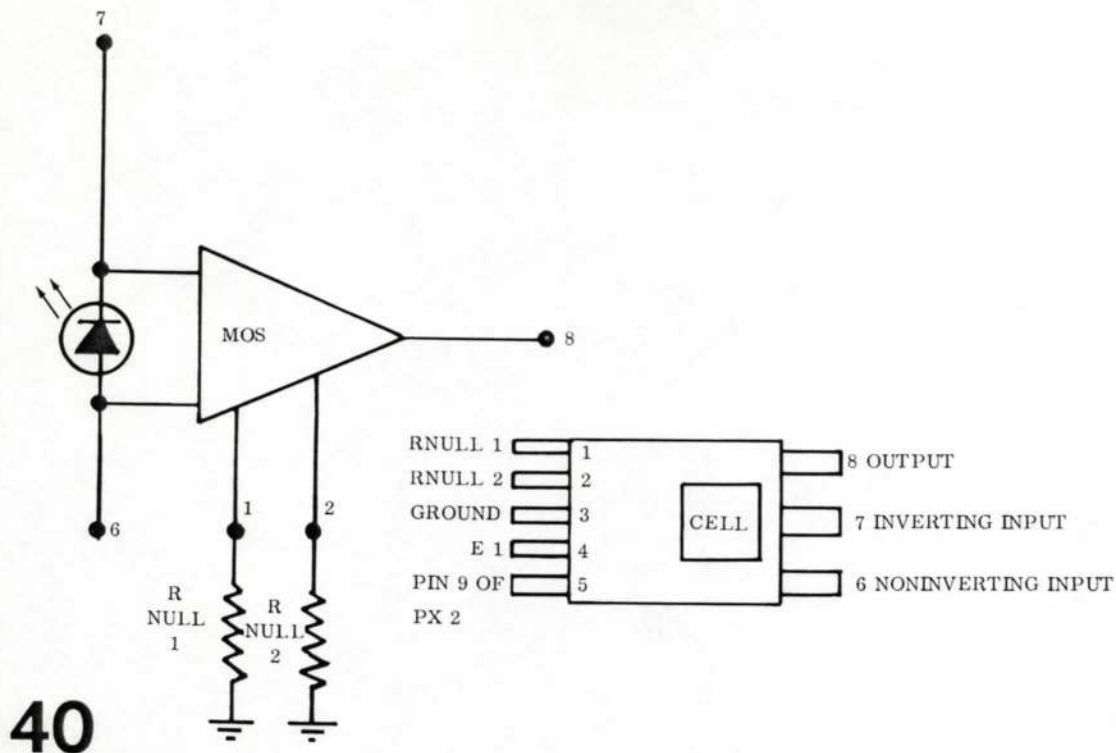 7
MOS
8
6
1
2
R
NULL
1
R
NULL
2
RNULL 1
RNULL 2
GROUND
E 1
PIN 9 OF
PX 2
1
2
3
4
5
CELL
8 OUTPUT
7 INVERTING INPUT
6 NONINVERTING INPUT
40